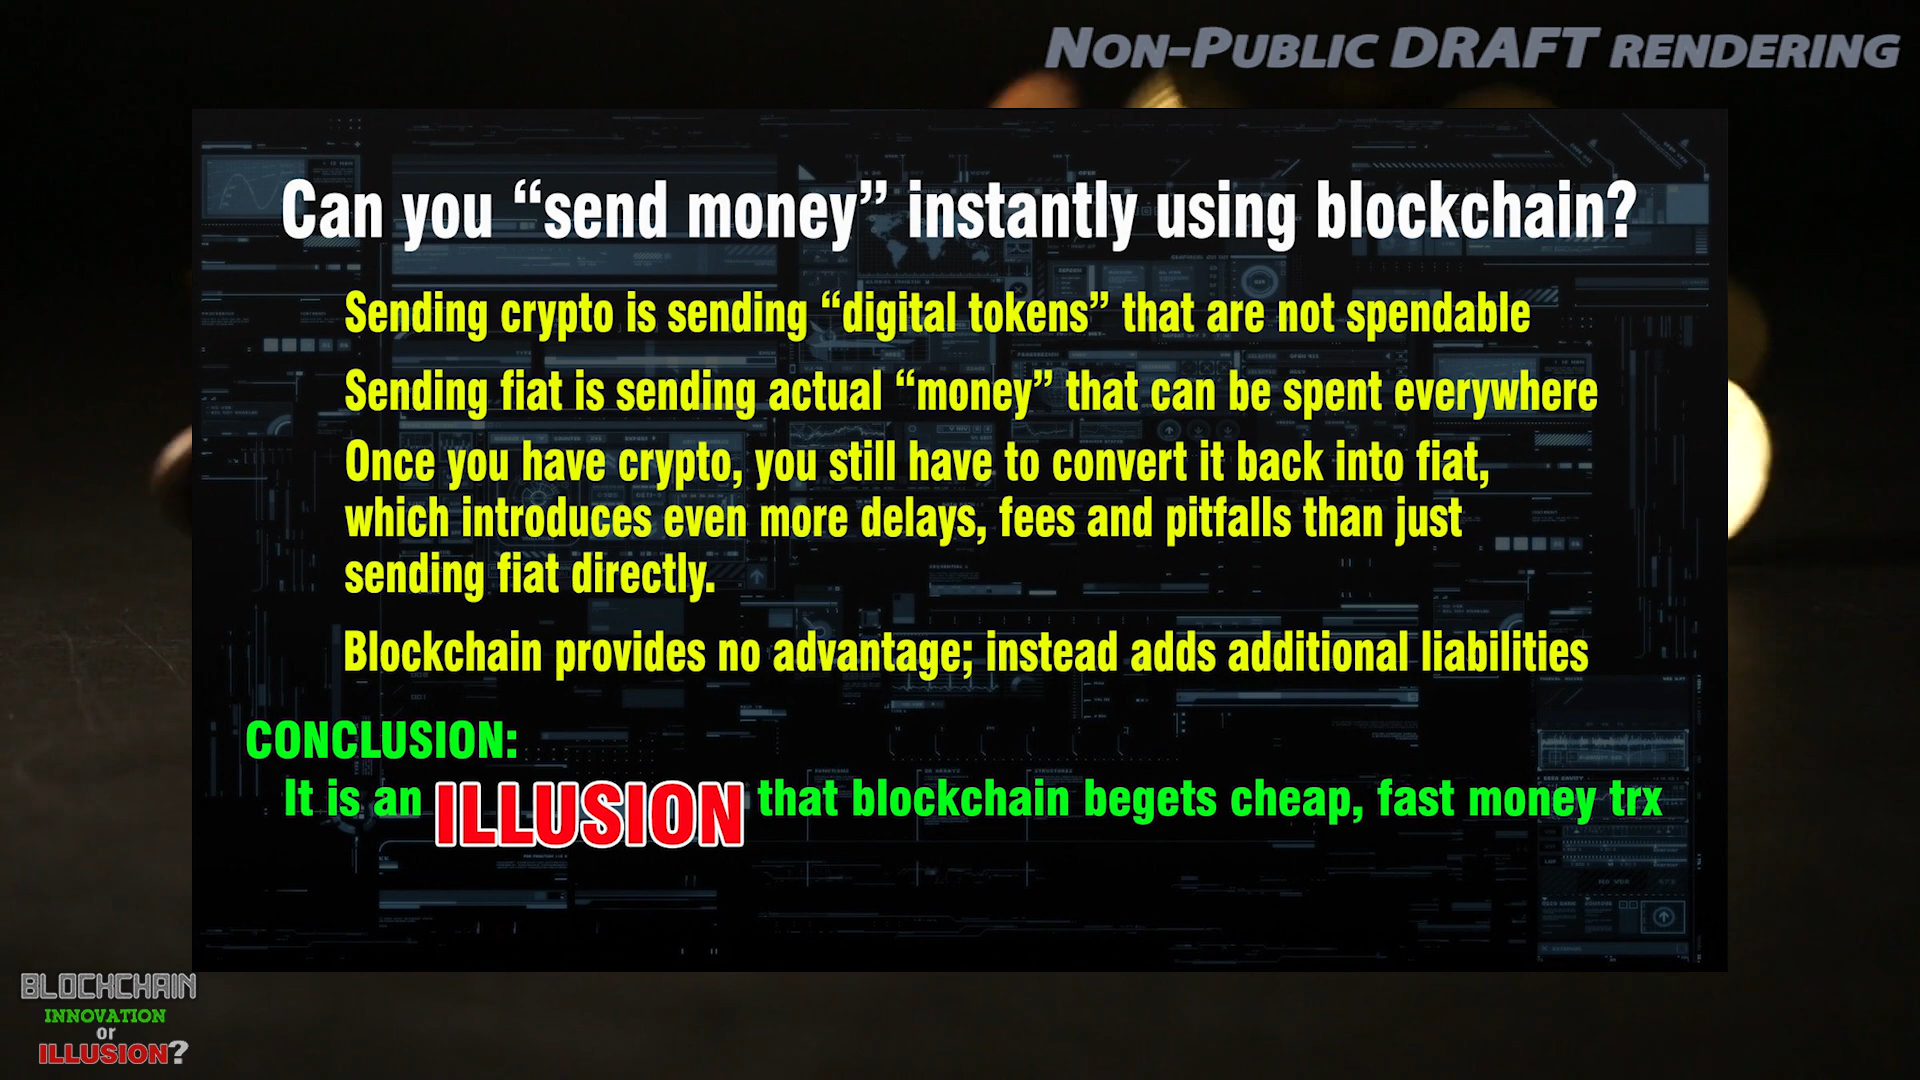 NON-PUBLIC DRAFT RENDERING
Can you “send money” instantly using blockchain?
Sending crypto is sending “digital tokens” that are not spendable
Sending fiat is sending actual “money” that can be spent everywhere
Once you have crypto, you still have to convert it back into fiat,
which introduces even more delays, fees and pitfalls than just
sending fiat directly.
Blockchain provides no advantage; instead adds additional liabilities
CONCLUSION:
It is an ILLUSION that blockchain begets cheap, fast money trx
BLOCKCHAIN
INNOVATION
or
ILLUSION?